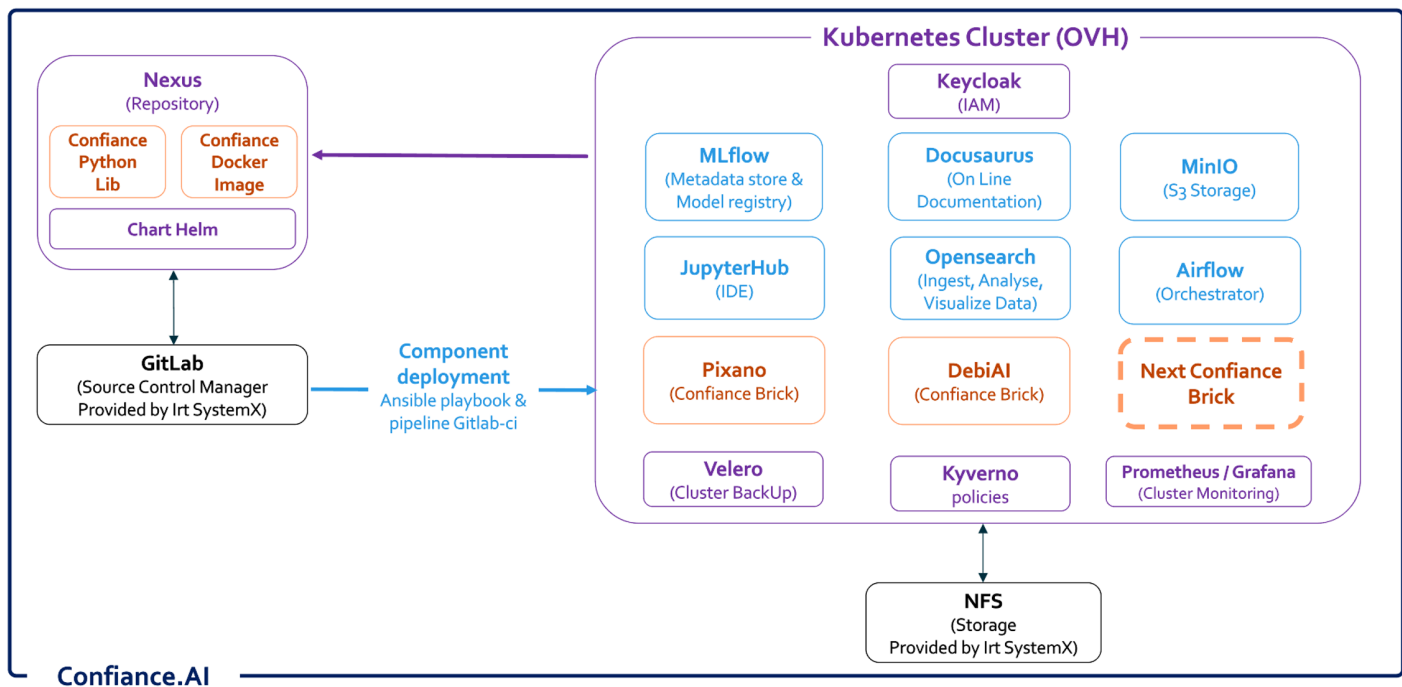 Kubernetes Cluster (OVH)
Nexus
(Repository)
Confiance
Python
Lib
Confiance
Docker
Image
Chart Helm
Keycloak
(IAM)
MLflow
(Metadata store &
Model registry)
Docusaurus
(On Line
Documentation)
MinIO
(S3 Storage)
JupyterHub
(IDE)
Opensearch
(Ingest, Analyse,
Visualize Data)
Airflow
(Orchestrator)
GitLab
(Source Control Manager
Provided by Irt SystemX)
Component
deployment
Ansible playbook &
pipeline Gitlab-ci
Pixano
(Confiance Brick)
DebiAI
(Confiance Brick)
Next Confiance
Brick
Velero
(Cluster BackUp)
Kyverno
policies
Prometheus / Grafana
(Cluster Monitoring)
NFS
(Storage
Provided by Irt SystemX)
Confiance.AI